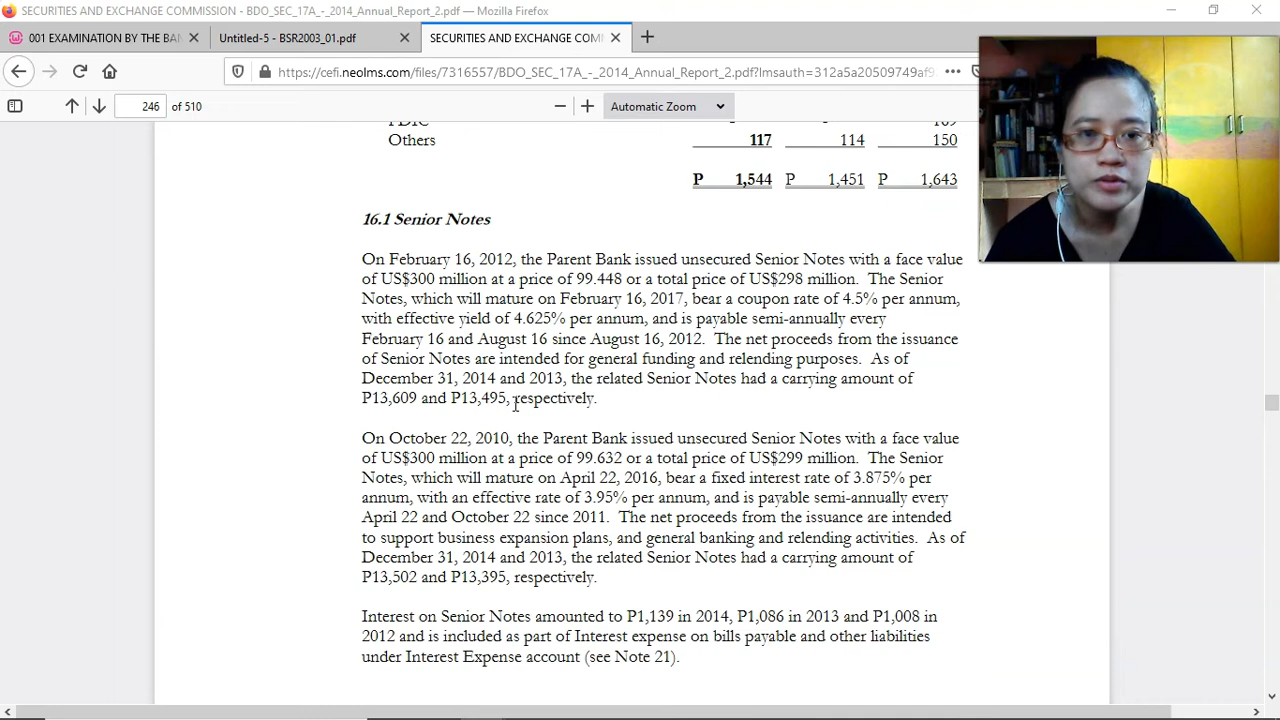 SECURITIES AND EXCHANGE COMMISSION - BDO_SEC_17A_-_2014_Annual_Report_2.pdf - Mozilla Firefox
001 EXAMINATION BY THE BA
Untitled-5 - BSR2003_01.pdf
SECURITIES AND EXCHANGE COMM
https://cefi.neolms.com/files/7316557/BDO_SEC_17A_-_2014_Annual_Report_2.pdf?lmsauth=312a5a20509749af9
246 of 510
Automatic Zoom
PDIC - - 169
Others 117 114 150
P 1,544 P 1,451 P 1,643
16.1 Senior Notes
On February 16, 2012, the Parent Bank issued unsecured Senior Notes with a face value
of US$300 million at a price of 99.448 or a total price of US$298 million. The Senior
Notes, which will mature on February 16, 2017, bear a coupon rate of 4.5% per annum,
with effective yield of 4.625% per annum, and is payable semi-annually every
February 16 and August 16 since August 16, 2012. The net proceeds from the issuance
of Senior Notes are intended for general funding and relending purposes. As of
December 31, 2014 and 2013, the related Senior Notes had a carrying amount of
P13,609 and P13,495, respectively.
On October 22, 2010, the Parent Bank issued unsecured Senior Notes with a face value
of US$300 million at a price of 99.632 or a total price of US$299 million. The Senior
Notes, which will mature on April 22, 2016, bear a fixed interest rate of 3.875% per
annum, with an effective rate of 3.95% per annum, and is payable semi-annually every
April 22 and October 22 since 2011. The net proceeds from the issuance are intended
to support business expansion plans, and general banking and relending activities. As of
December 31, 2014 and 2013, the related Senior Notes had a carrying amount of
P13,502 and P13,395, respectively.
Interest on Senior Notes amounted to P1,139 in 2014, P1,086 in 2013 and P1,008 in
2012 and is included as part of Interest expense on bills payable and other liabilities
under Interest Expense account (see Note 21).